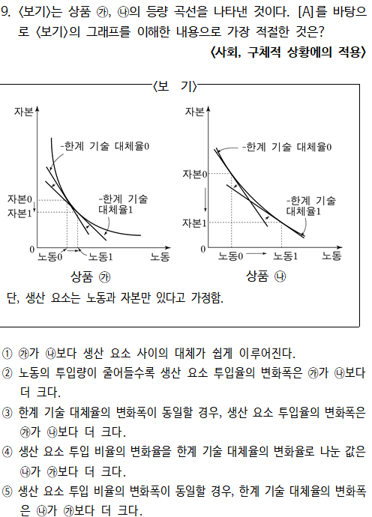 9. <보기>는 상품 ㉮, ㉯의 등량 곡선을 나타낸 것이다. [A]를 바탕으
로 <보기>의 그래프를 이해한 내용으로 가장 적절한 것은?
<사회, 구체적 상황에의 적용>
<보 기>
자본
-한계 기술 대체율0
자본0
자본1
-한계 기술
대체율1
0
노동0
노동1
노동
상품 ㉮
자본
-한계 기술 대체율0
자본0
자본1
-한계 기술
대체율1
0
노동0
노동1
노동
상품 ㉯
단, 생산 요소는 노동과 자본만 있다고 가정함.
① ㉮가 ㉯보다 생산 요소 사이의 대체가 쉽게 이루어진다.
② 노동의 투입량이 줄어들수록 생산 요소 투입율의 변화폭은 ㉮가 ㉯보다
더 크다.
③ 한계 기술 대체율의 변화폭이 동일할 경우, 생산 요소 투입율의 변화폭은
㉮가 ㉯보다 더 크다.
④ 생산 요소 투입 비율의 변화율을 한계 기술 대체율의 변화율로 나눈 값은
㉯가 ㉮보다 더 크다.
⑤ 생산 요소 투입 비율의 변화폭이 동일할 경우, 한계 기술 대체율의 변화폭
은 ㉯가 ㉮보다 더 크다.